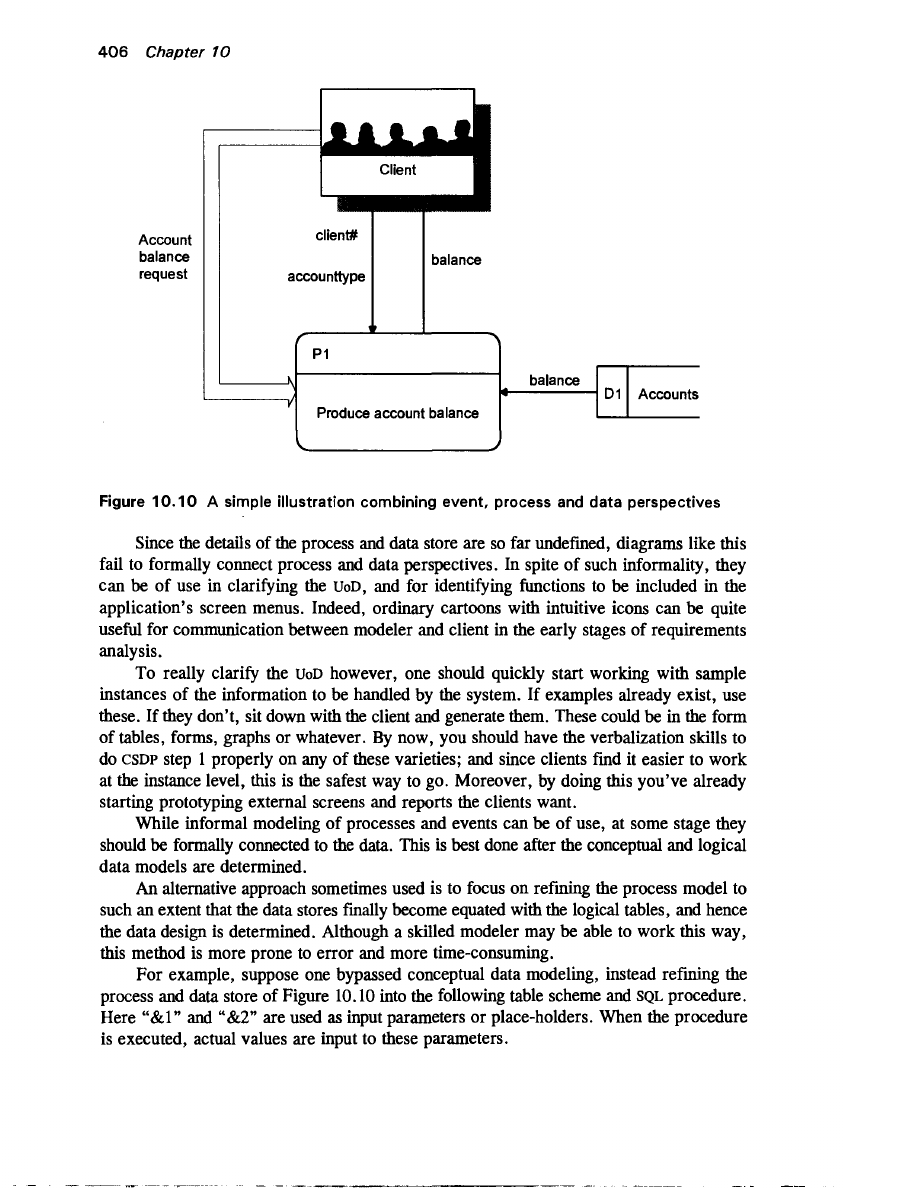 406 Chapter 10
Client
Account
balance
request
client#
accounttype
balance
P1
Produce account balance
balance
D1 Accounts
Figure 10.10 A simple illustration combining event, process and data perspectives
Since the details of the process and data store are so far undefined, diagrams like this
fail to formally connect process and data perspectives. In spite of such informality, they
can be of use in clarifying the UoD, and for identifying functions to be included in the
application's screen menus. Indeed, ordinary cartoons with intuitive icons can be quite
useful for communication between modeler and client in the early stages of requirements
analysis.
To really clarify the UoD however, one should quickly start working with sample
instances of the information to be handled by the system. If examples already exist, use
these. If they don't, sit down with the client and generate them. These could be in the form
of tables, forms, graphs or whatever. By now, you should have the verbalization skills to
do CSDP step 1 properly on any of these varieties; and since clients find it easier to work
at the instance level, this is the safest way to go. Moreover, by doing this you've already
starting prototyping external screens and reports the clients want.
While informal modeling of processes and events can be of use, at some stage they
should be formally connected to the data. This is best done after the conceptual and logical
data models are determined.
An alternative approach sometimes used is to focus on refining the process model to
such an extent that the data stores finally become equated with the logical tables, and hence
the data design is determined. Although a skilled modeler may be able to work this way,
this method is more prone to error and more time-consuming.
For example, suppose one bypassed conceptual data modeling, instead refining the
process and data store of Figure 10.10 into the following table scheme and SQL procedure.
Here "&1" and "&2" are used as input parameters or place-holders. When the procedure
is executed, actual values are input to these parameters.